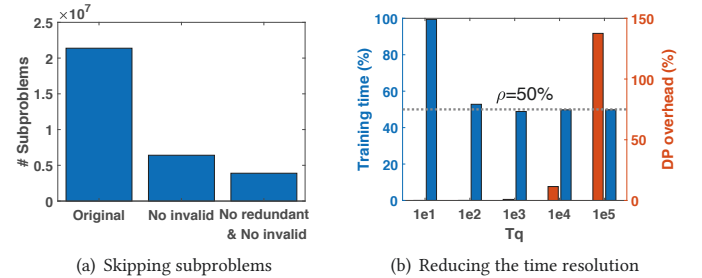 ×10⁷
2.5
2
1.5
1
0.5
0
# Subproblems
Original
No invalid
No redundant
& No invalid
(a) Skipping subproblems
100
80
60
40
20
0
Training time (%)
ρ=50%
150
100
50
0
DP overhead (%)
1e1 1e2 1e3 1e4 1e5
Tq
(b) Reducing the time resolution